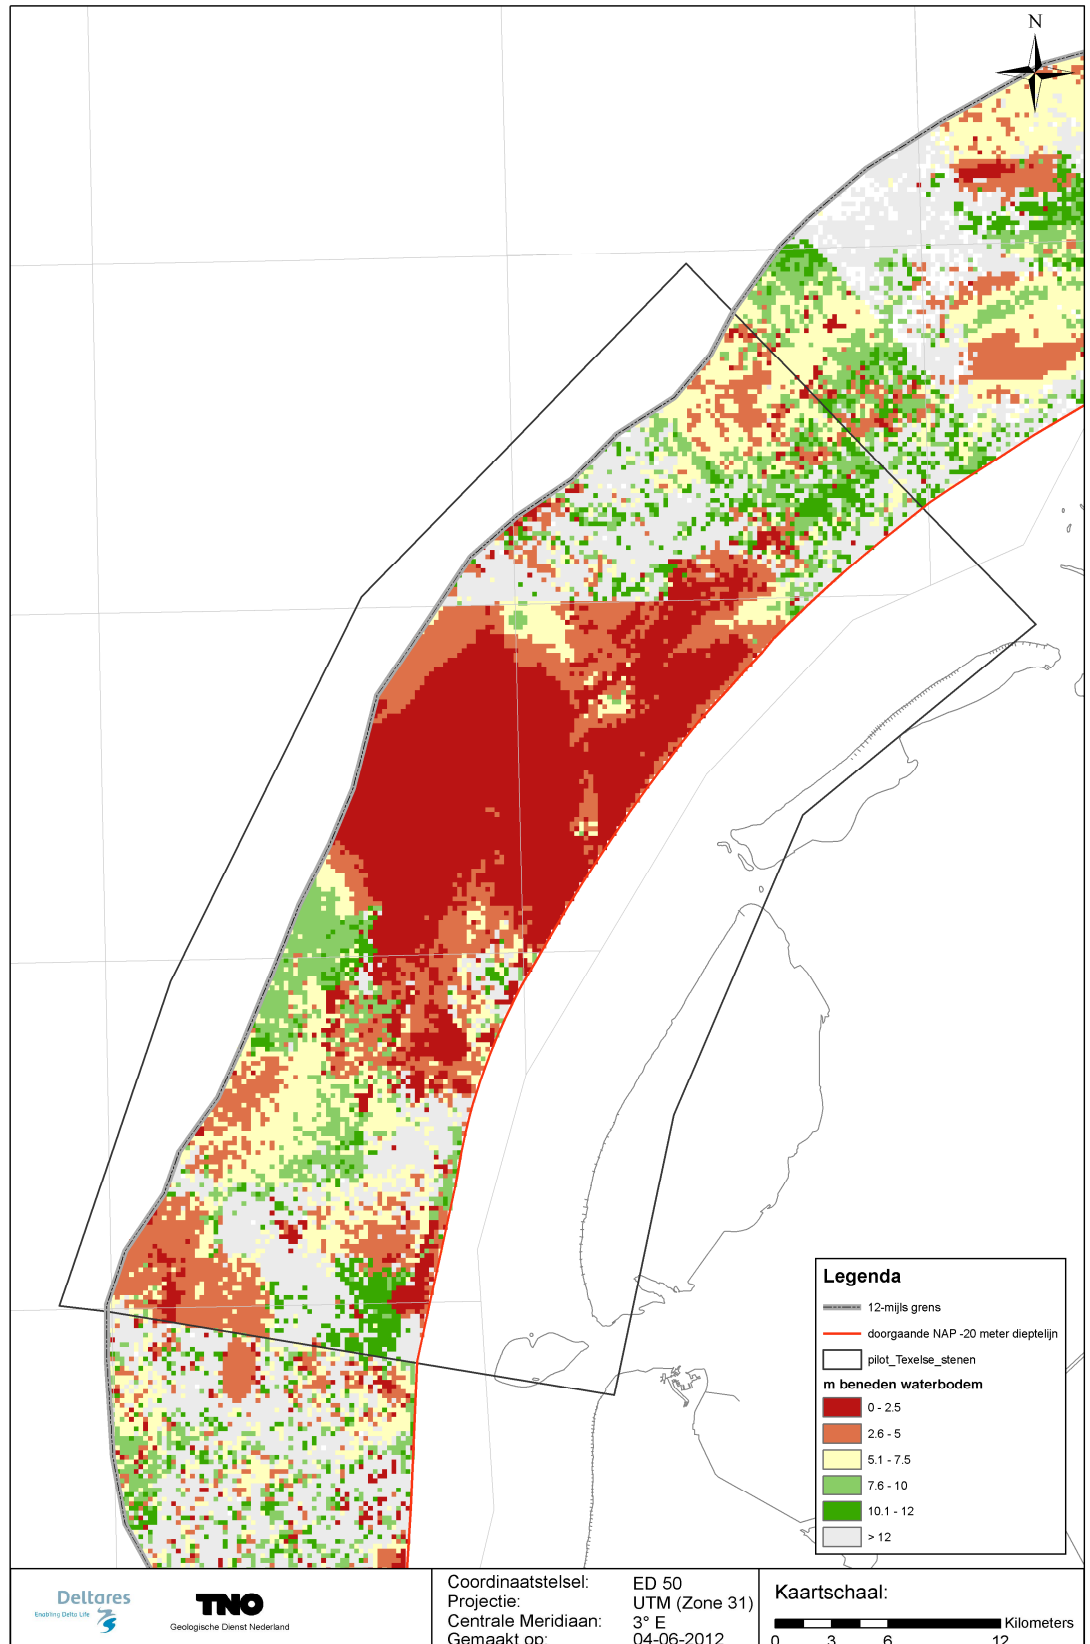 N
Legenda
12-mijls grens
doorgaande NAP -20 meter dieptelijn
pilot_Texelse_stenen
m beneden waterbodem
0 - 2.5
2.6 - 5
5.1 - 7.5
7.6 - 10
10.1 - 12
> 12
Deltares
Enabling Delta Life
TNO
Geologische Dienst Nederland
Coordinaatstelsel: ED 50
Projectie: UTM (Zone 31)
Centrale Meridiaan: 3° E
Gemaakt op: 04-06-2012
Kaartschaal:
Kilometers
0 3 6 12